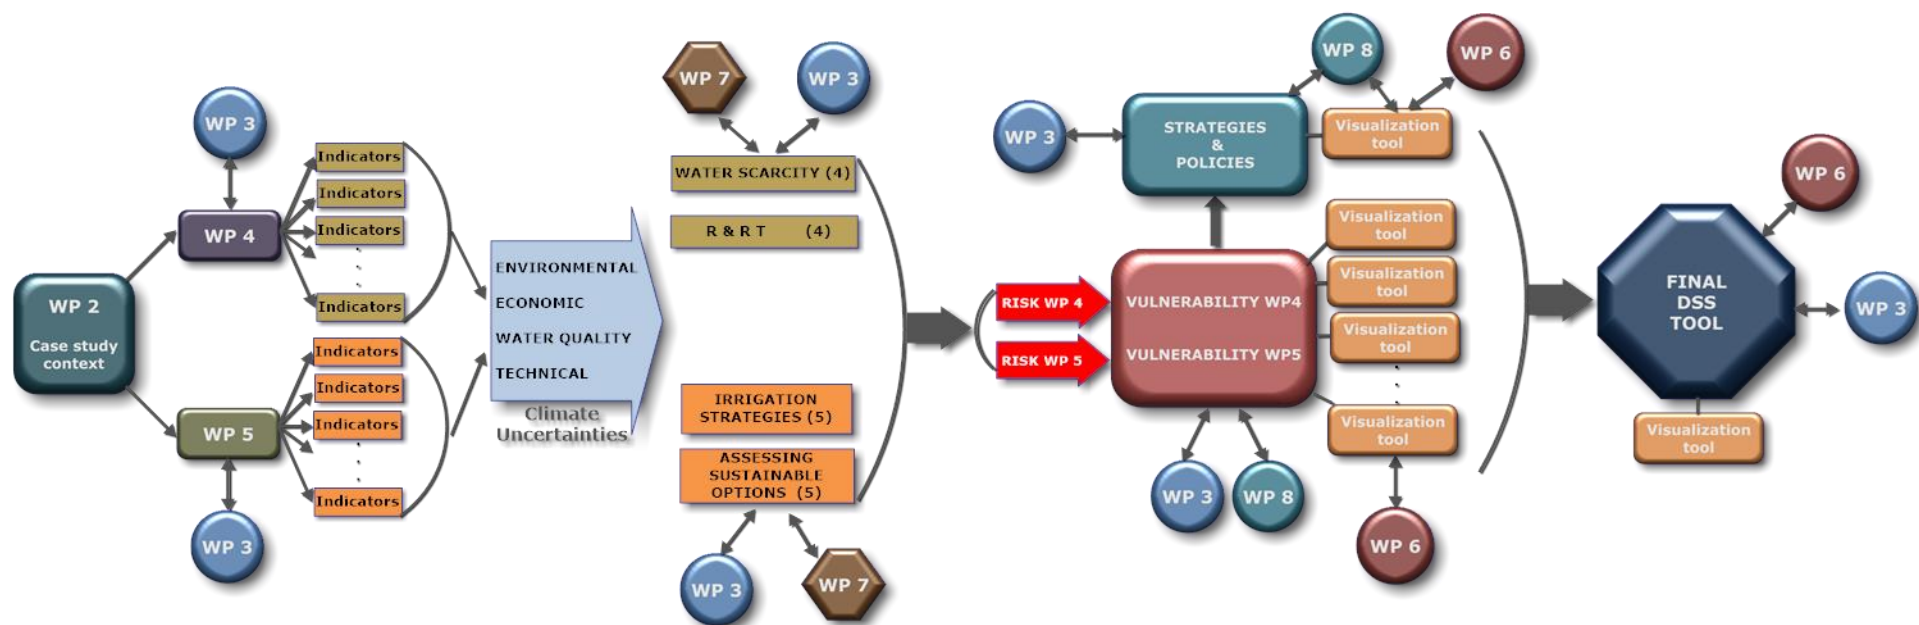 WP 3
WP 4
Indicators
Indicators
Indicators
Indicators
WP 2
Case study
context
WP 5
Indicators
Indicators
Indicators
Indicators
WP 3
ENVIRONMENTAL
ECONOMIC
WATER QUALITY
TECHNICAL
Climate
Uncertainties
WP 7
WP 3
WATER SCARCITY (4)
R & R T (4)
IRRIGATION
STRATEGIES (5)
ASSESSING
SUSTAINABLE
OPTIONS (5)
WP 3
WP 7
RISK WP 4
RISK WP 5
WP 3
STRATEGIES
&
POLICIES
WP 8
WP 6
Visualization
tool
VULNERABILITY WP4
VULNERABILITY WP5
Visualization
tool
Visualization
tool
Visualization
tool
Visualization
tool
WP 3
WP 8
WP 6
FINAL
DSS
TOOL
WP 6
WP 3
Visualization
tool